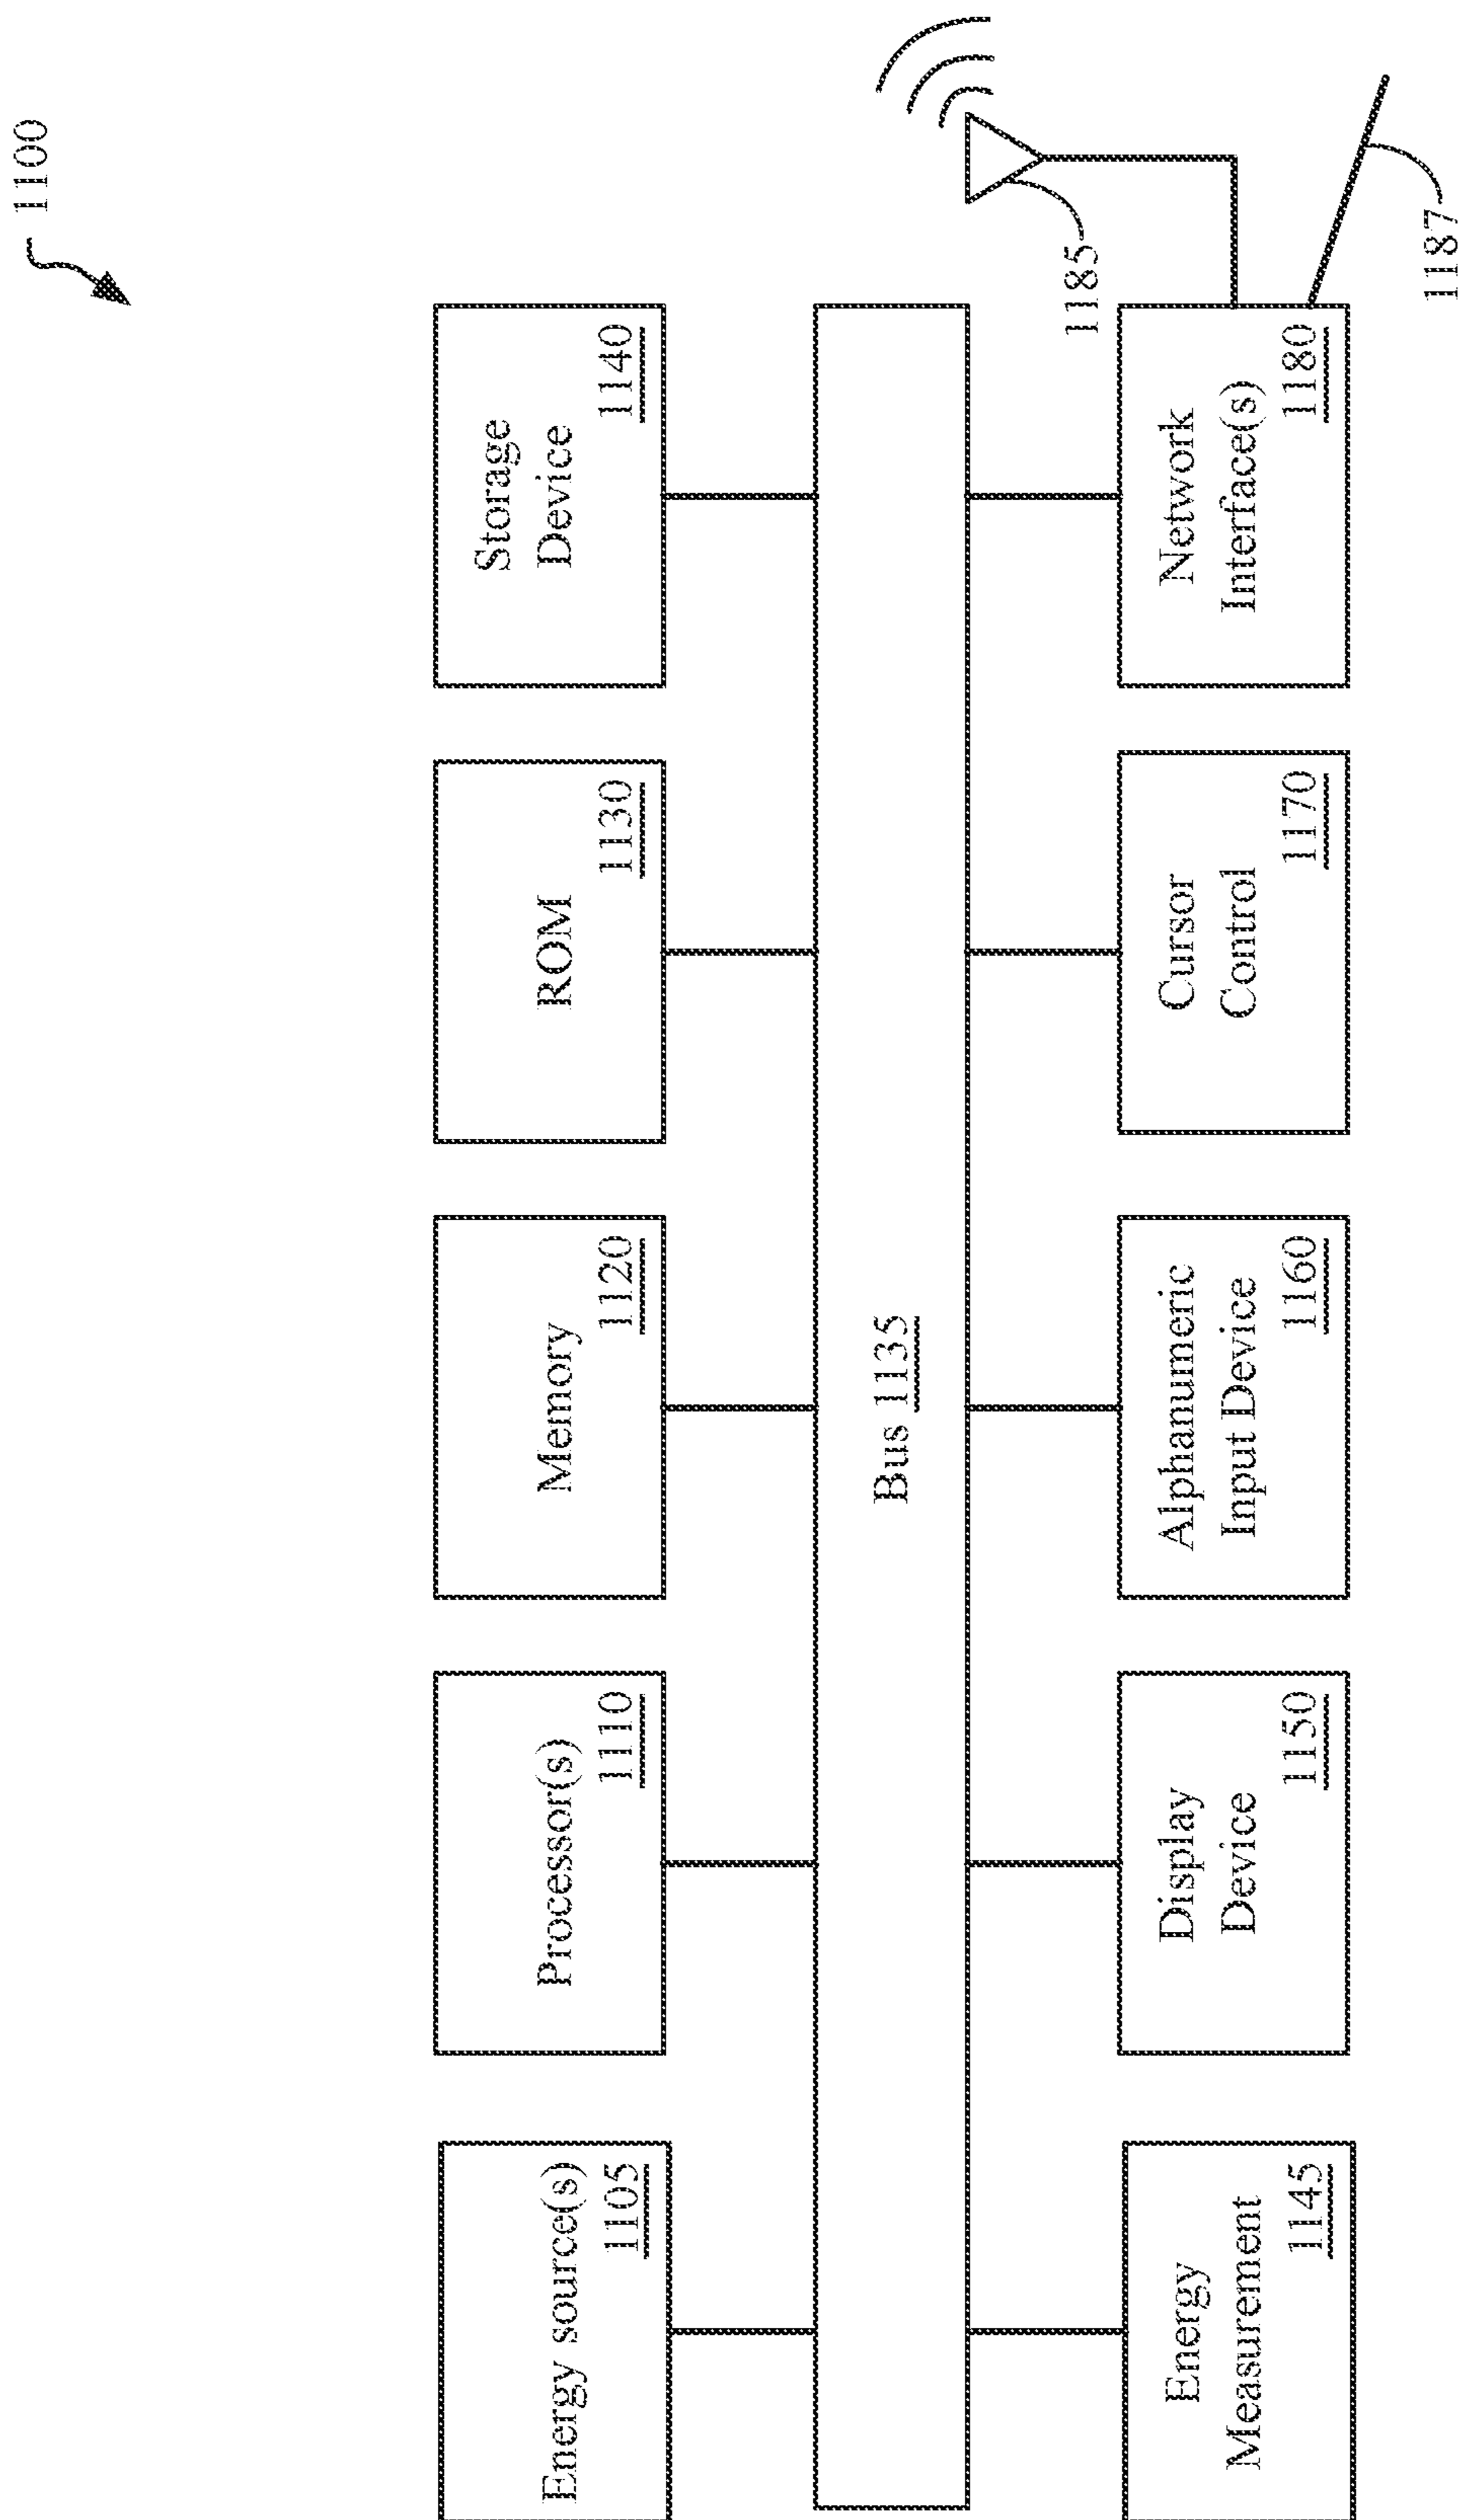 1100
Energy source(s)
1105
Processor(s)
1110
Memory
1120
ROM
1130
Storage
Device
1140
Bus 1135
1185
Energy
Measurement
1145
Display
Device
1150
Alphanumeric
Input Device
1160
Cursor
Control
1170
Network
Interface(s)
1180
1187